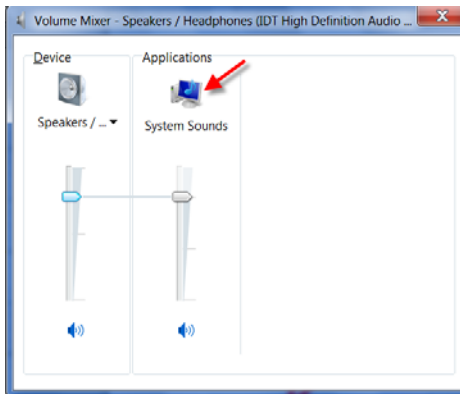 Volume Mixer - Speakers / Headphones (IDT High Definition Audio ...
Device
Applications
Speakers / ...
System Sounds